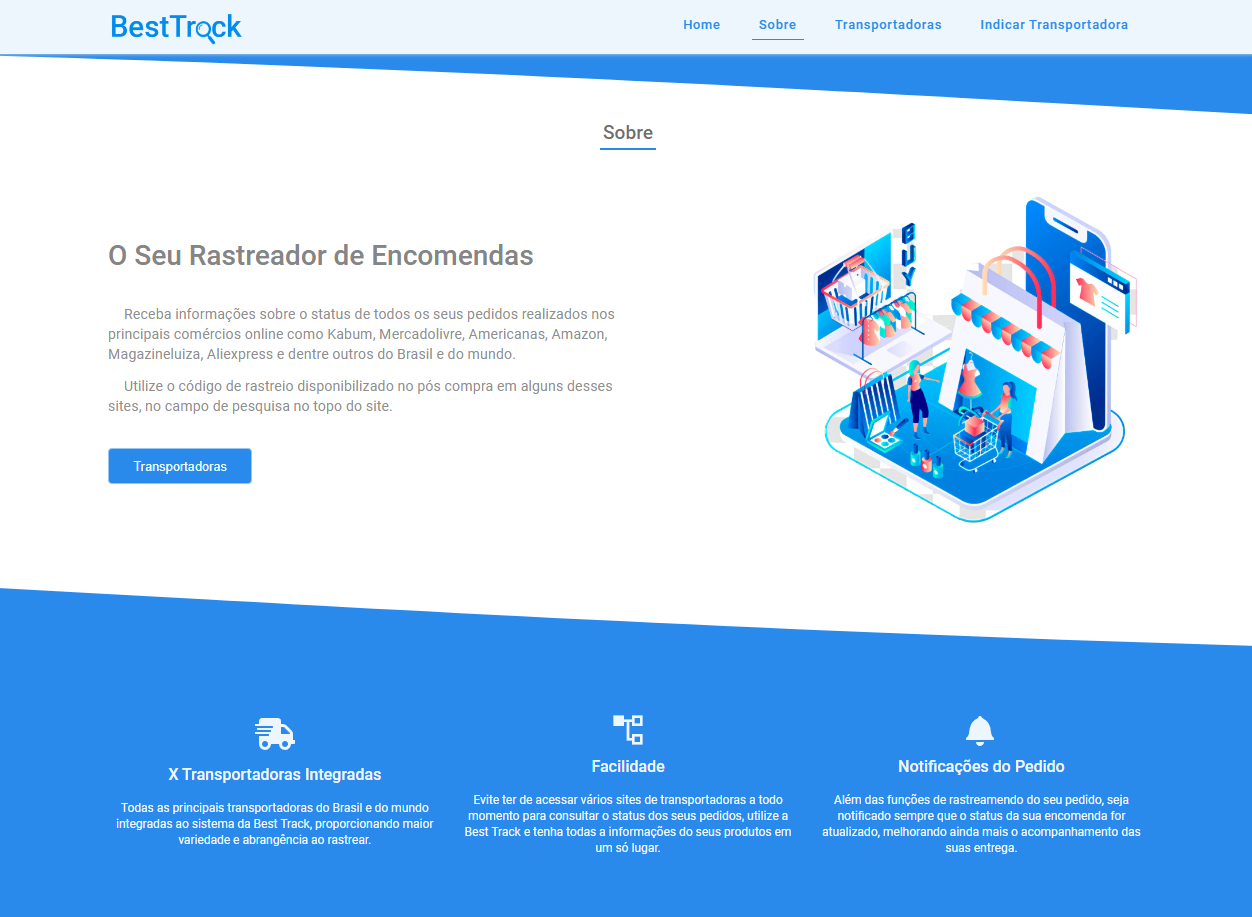 BestTrack
Home
Sobre
Transportadoras
Indicar Transportadora
Sobre
O Seu Rastreador de Encomendas
Receba informações sobre o status de todos os seus pedidos realizados nos
principais comércios online como Kabum, Mercadolivre, Americanas, Amazon,
Magazineluiza, Aliexpress e dentre outros do Brasil e do mundo.
Utilize o código de rastreio disponibilizado no pós compra em alguns desses
sites, no campo de pesquisa no topo do site.
Transportadoras
BUY
X Transportadoras Integradas
Todas as principais transportadoras do Brasil e do mundo
integradas ao sistema da Best Track, proporcionando maior
variedade e abrangência ao rastrear.
Facilidade
Evite ter de acessar vários sites de transportadoras a todo
momento para consultar o status dos seus pedidos, utilize a
Best Track e tenha todas a informações do seus produtos em
um só lugar.
Notificações do Pedido
Além das funções de rastreamendo do seu pedido, seja
notificado sempre que o status da sua encomenda for
atualizado, melhorando ainda mais o acompanhamento das
suas entrega.